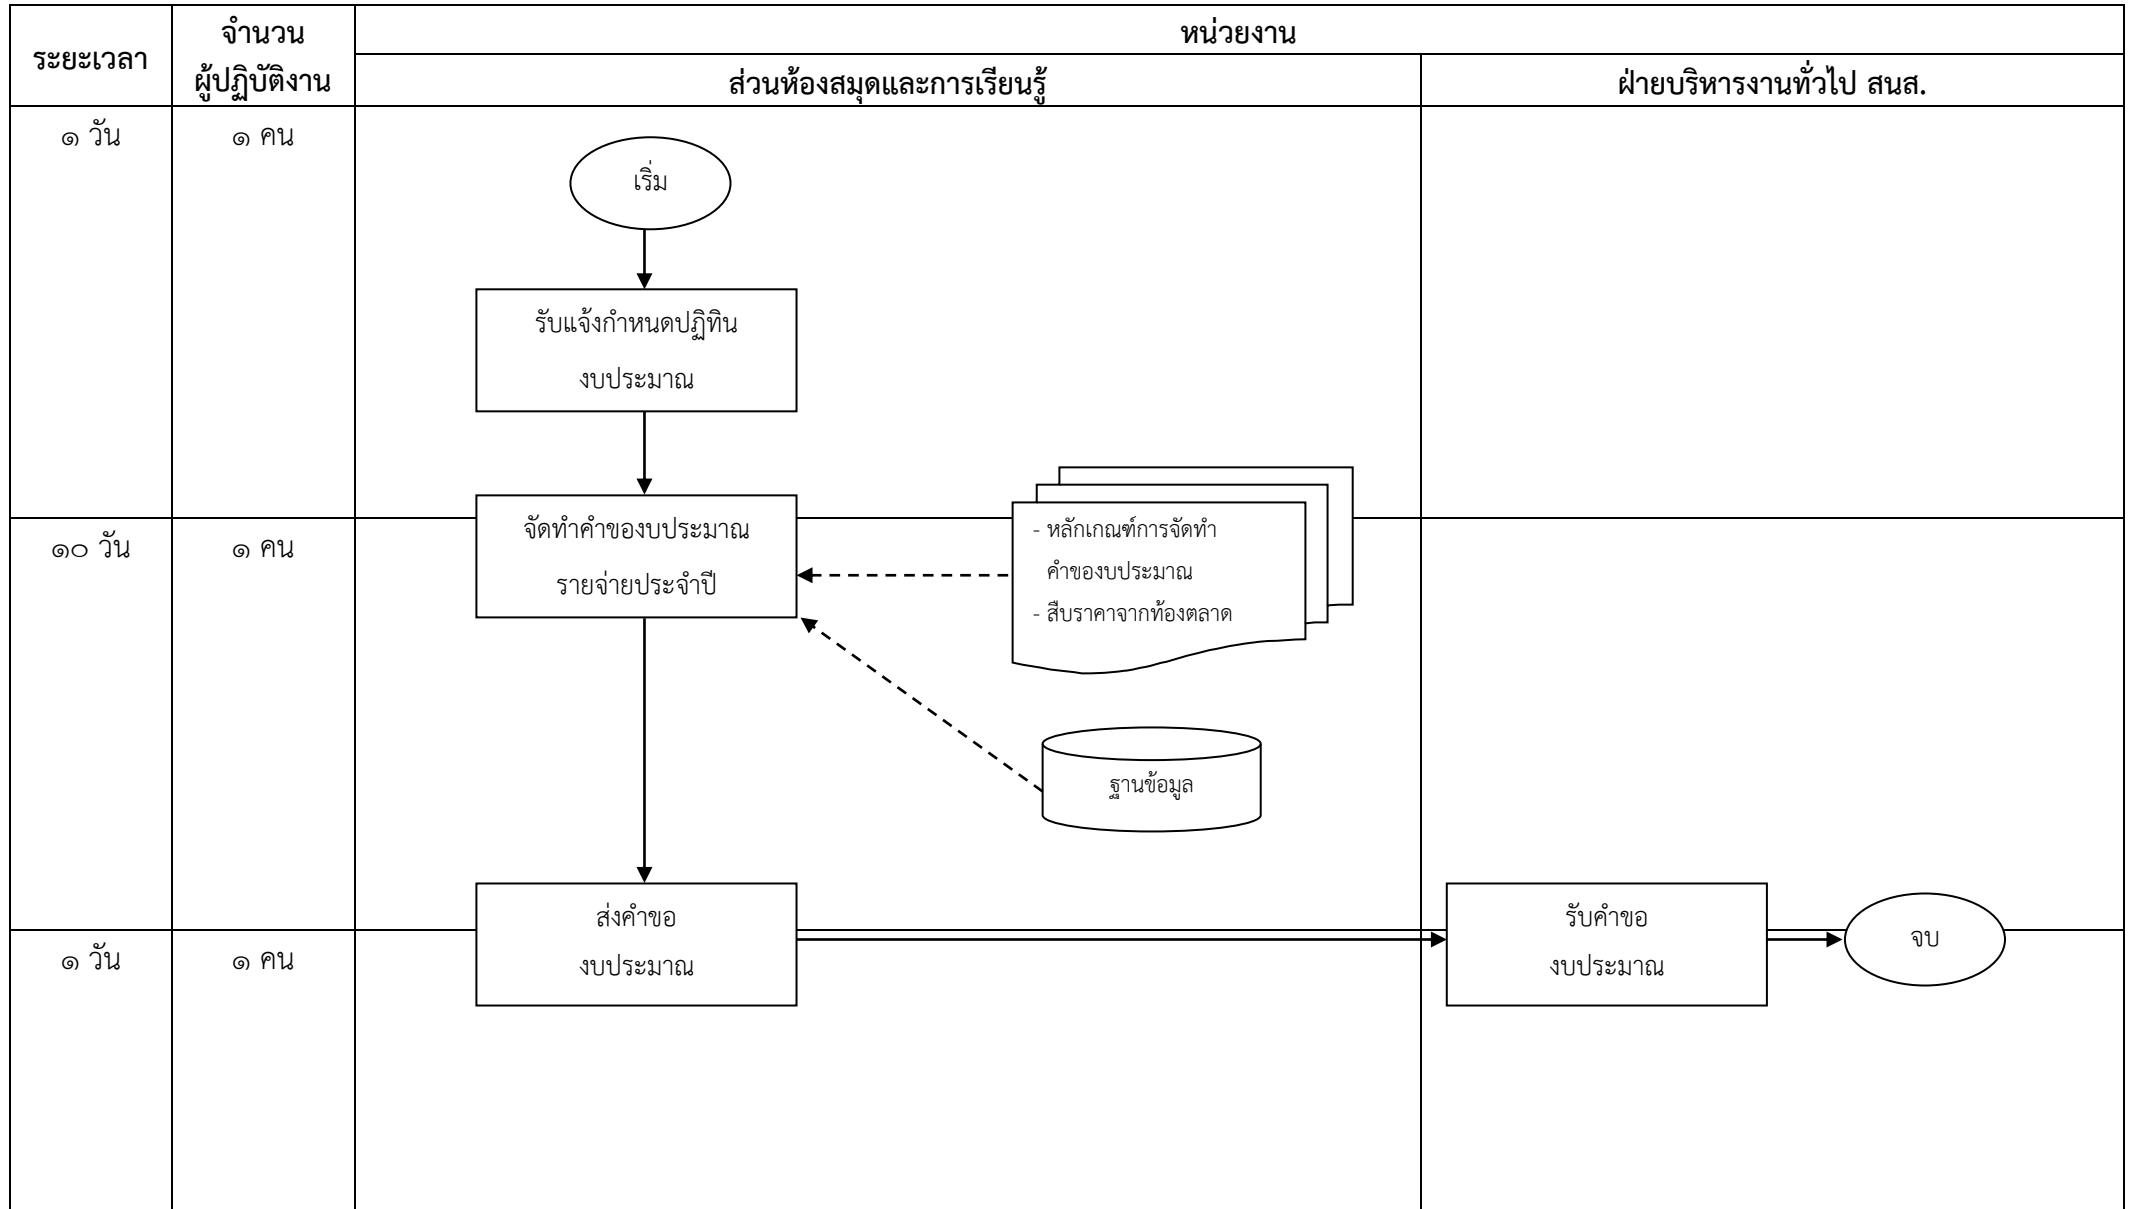 ระยะเวลา
จำนวน
ผู้ปฏิบัติงาน
หน่วยงาน
ส่วนห้องสมุดและการเรียนรู้
ฝ่ายบริหารงานทั่วไป สนส.
๑ วัน
๑ คน
เริ่ม
รับแจ้งกำหนดปฏิทิน
งบประมาณ
๑๐ วัน
๑ คน
จัดทำคำของบประมาณ
รายจ่ายประจำปี
- หลักเกณฑ์การจัดทำ
คำของบประมาณ
- สืบราคาจากท้องตลาด
ฐานข้อมูล
๑ วัน
๑ คน
ส่งคำขอ
งบประมาณ
รับคำขอ
งบประมาณ
จบ